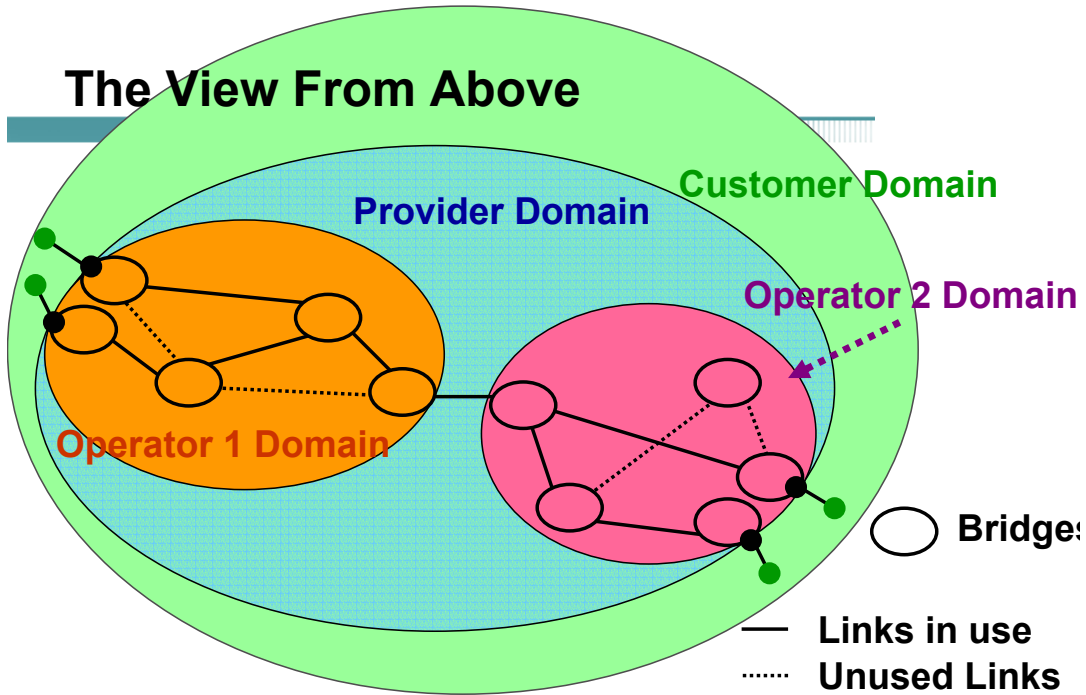 The View From Above
Customer Domain
Provider Domain
Operator 2 Domain
Operator 1 Domain
Bridges
Links in use
Unused Links